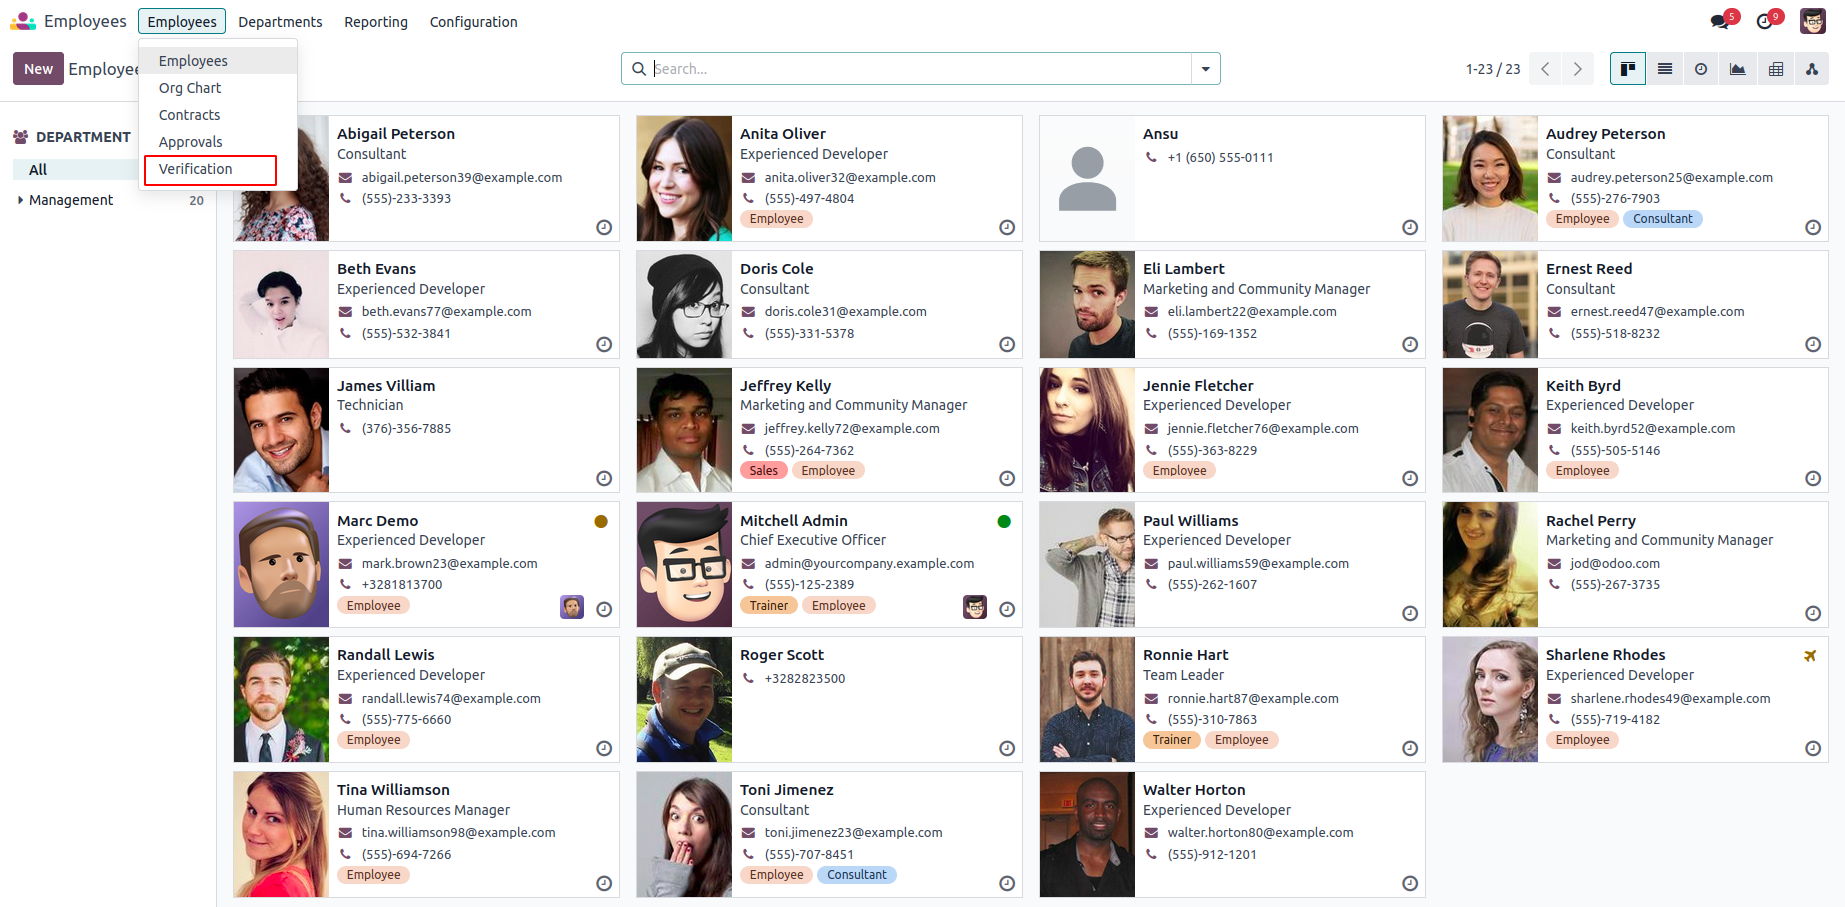 Employees Employees Departments Reporting Configuration 5 9
New Employee Search... 1-23 / 23
Employees
Org Chart
Contracts
Approvals
Verification
DEPARTMENT
All
Management 20
Abigail Peterson
Consultant
abigail.peterson39@example.com
(555)-233-3393
Anita Oliver
Experienced Developer
anita.oliver32@example.com
(555)-497-4804
Employee
Ansu
+1 (650) 555-0111
Audrey Peterson
Consultant
audrey.peterson25@example.com
(555)-276-7903
Employee Consultant
Beth Evans
Experienced Developer
beth.evans77@example.com
(555)-532-3841
Doris Cole
Consultant
doris.cole31@example.com
(555)-331-5378
Eli Lambert
Marketing and Community Manager
eli.lambert22@example.com
(555)-169-1352
Ernest Reed
Consultant
ernest.reed47@example.com
(555)-518-8232
James Villiam
Technician
(376)-356-7885
Jeffrey Kelly
Marketing and Community Manager
jeffrey.kelly72@example.com
(555)-264-7362
Sales Employee
Jennie Fletcher
Experienced Developer
jennie.fletcher76@example.com
(555)-363-8229
Employee
Keith Byrd
Experienced Developer
keith.byrd52@example.com
(555)-505-5146
Employee
Marc Demo
Experienced Developer
mark.brown23@example.com
+3281813700
Employee
Mitchell Admin
Chief Executive Officer
admin@yourcompany.example.com
(555)-125-2389
Trainer Employee
Paul Williams
Experienced Developer
paul.williams59@example.com
(555)-262-1607
Rachel Perry
Marketing and Community Manager
jod@odoo.com
(555)-267-3735
Randall Lewis
Experienced Developer
randall.lewis74@example.com
(555)-775-6660
Employee
Roger Scott
+3282823500
Ronnie Hart
Team Leader
ronnie.hart87@example.com
(555)-310-7863
Trainer Employee
Sharlene Rhodes
Experienced Developer
sharlene.rhodes49@example.com
(555)-719-4182
Employee
Tina Williamson
Human Resources Manager
tina.williamson98@example.com
(555)-694-7266
Employee
Toni Jimenez
Consultant
toni.jimenez23@example.com
(555)-707-8451
Employee Consultant
Walter Horton
Experienced Developer
walter.horton80@example.com
(555)-912-1201